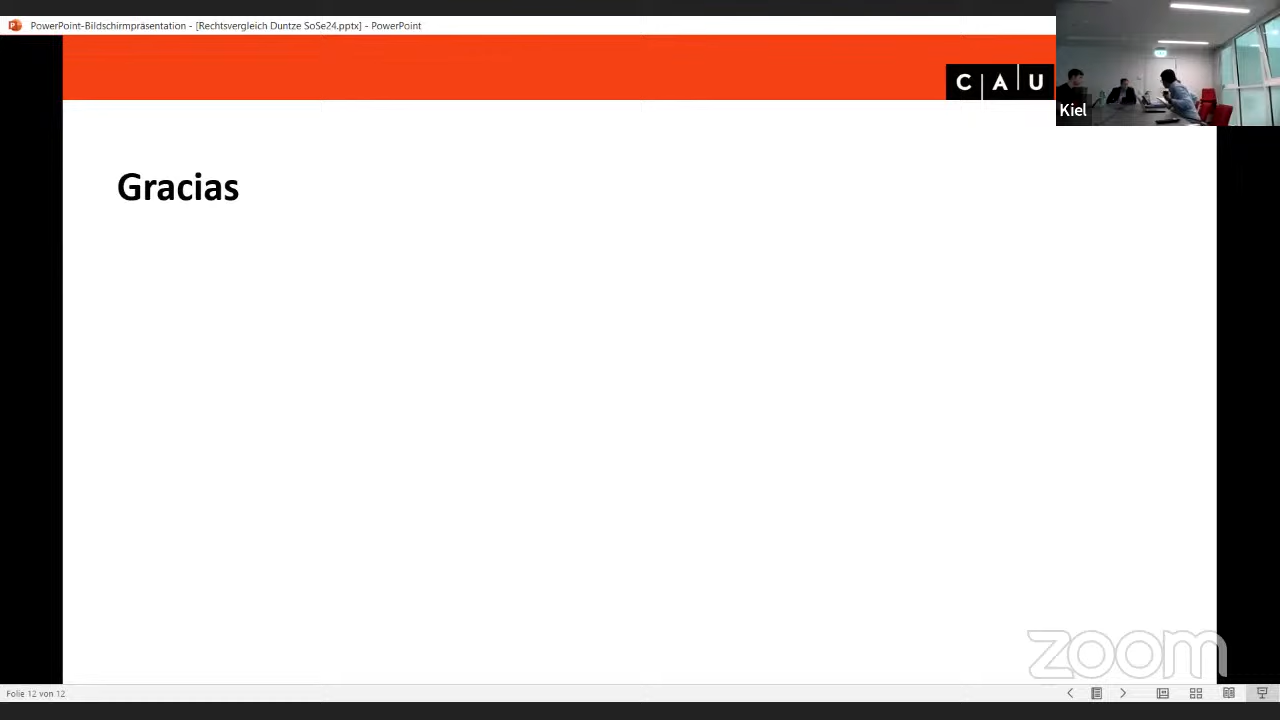 PowerPoint-Bildschirmpräsentation - [Rechtsvergleich Duntze SoSe24.pptx] - PowerPoint
C A U
Kiel
Gracias
zoom
Folie 12 von 12